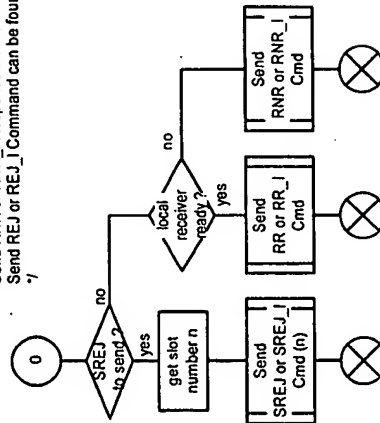 Send REJ or REJ_I Command can be fou
*/
0
SREJ
to send ?
no
yes
get slot
number n
Send
SREJ or SREJ_I
Cmd (n)
local
receiver
ready ?
no
yes
Send
RR or RR_I
Cmd
Send
RNR or RNR_I
Cmd